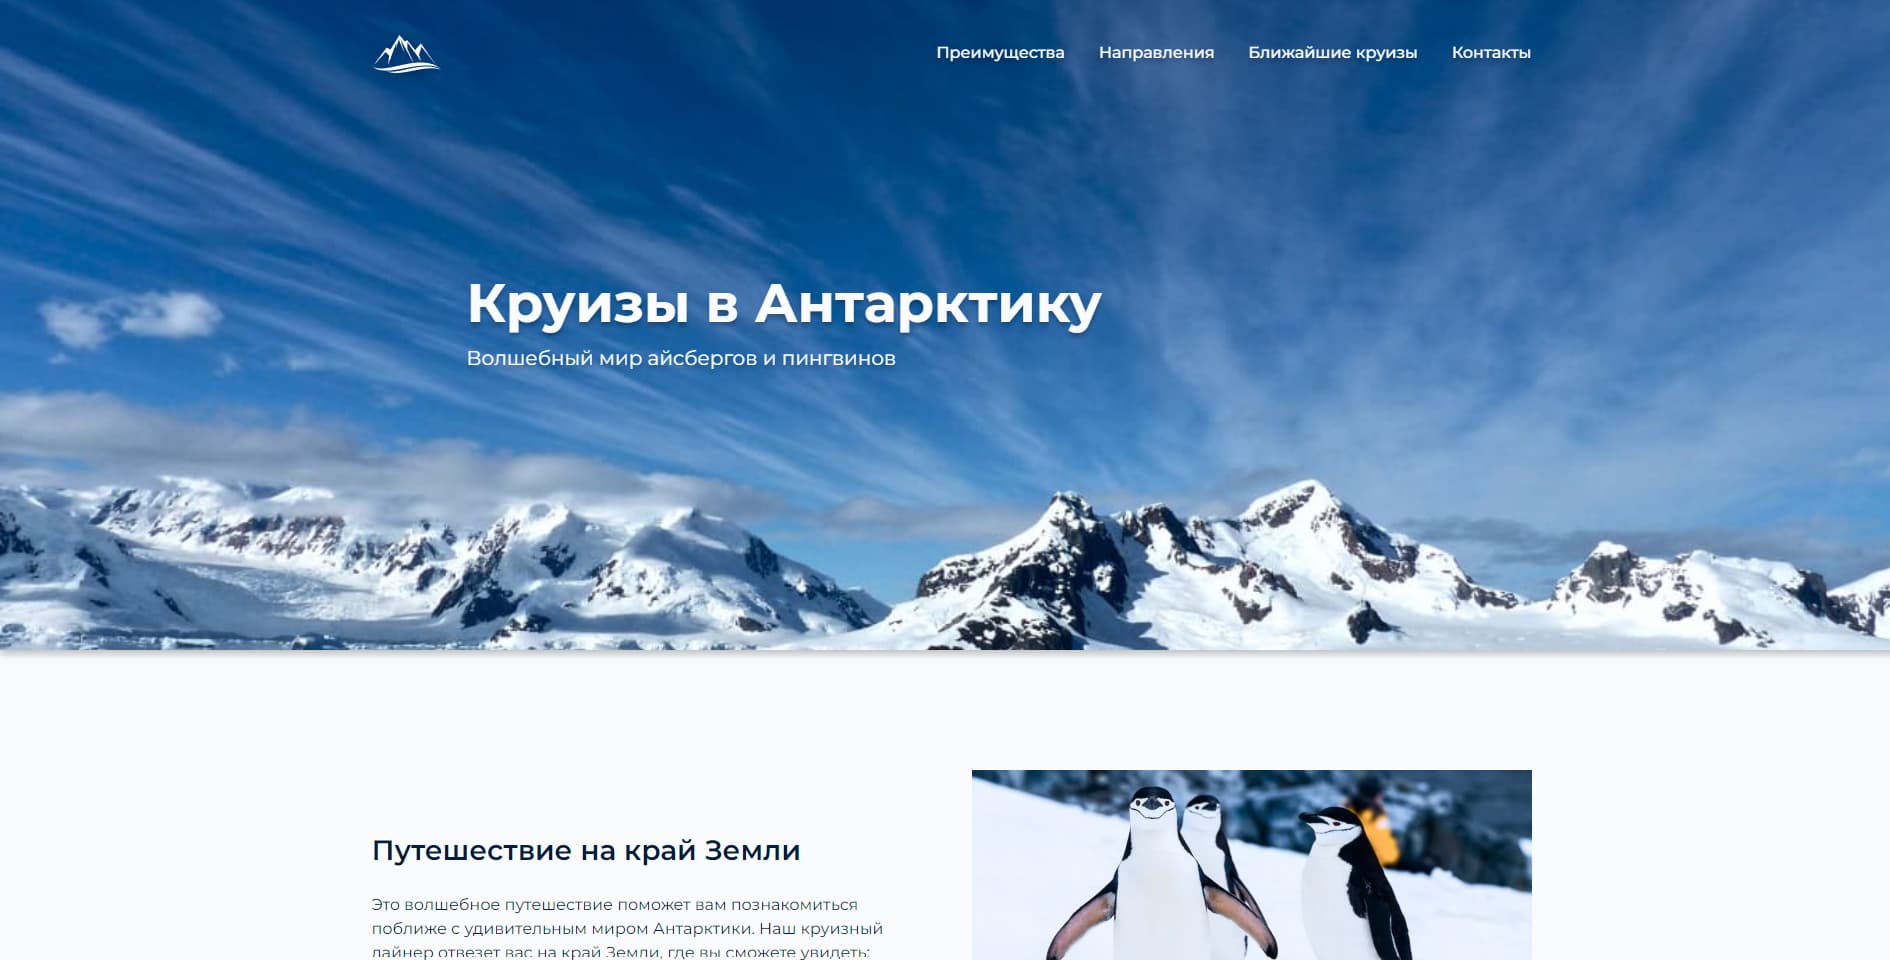 Преимущества Направления Ближайшие круизы Контакты
Круизы в Антарктику
Волшебный мир айсбергов и пингвинов
Путешествие на край Земли
Это волшебное путешествие поможет вам познакомиться
поближе с удивительным миром Антарктики. Наш круизный
лайнер отвезет вас на край Земли, где вы сможете увидеть: